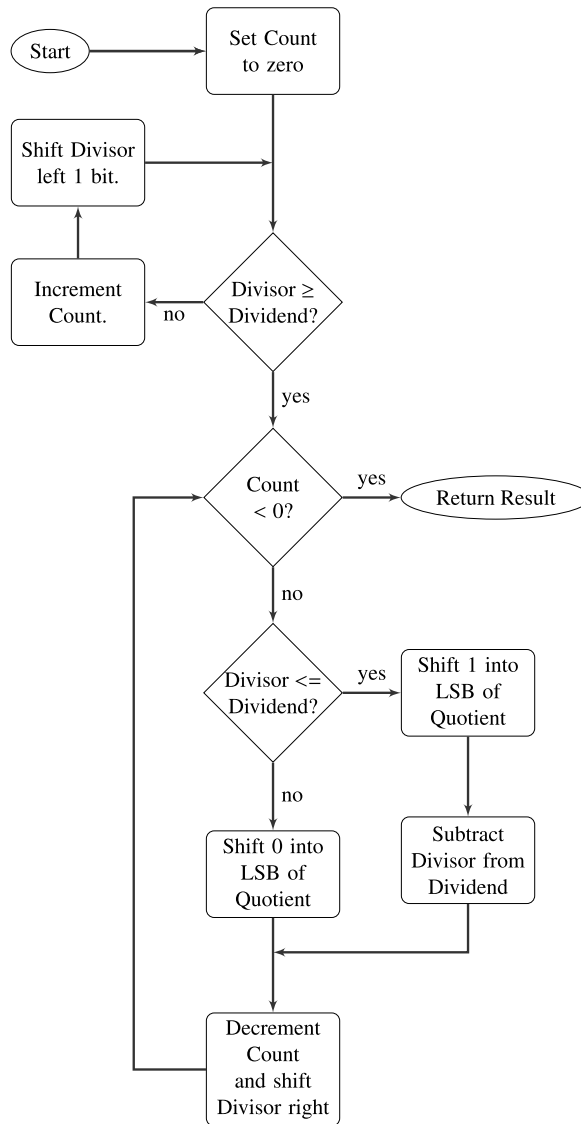 Start
Set Count
to zero
Shift Divisor
left 1 bit.
Increment
Count.
no
Divisor ≥
Dividend?
yes
Count
< 0?
yes
Return Result
no
Divisor <=
Dividend?
yes
Shift 1 into
LSB of
Quotient
no
Shift 0 into
LSB of
Quotient
Subtract
Divisor from
Dividend
Decrement
Count
and shift
Divisor right